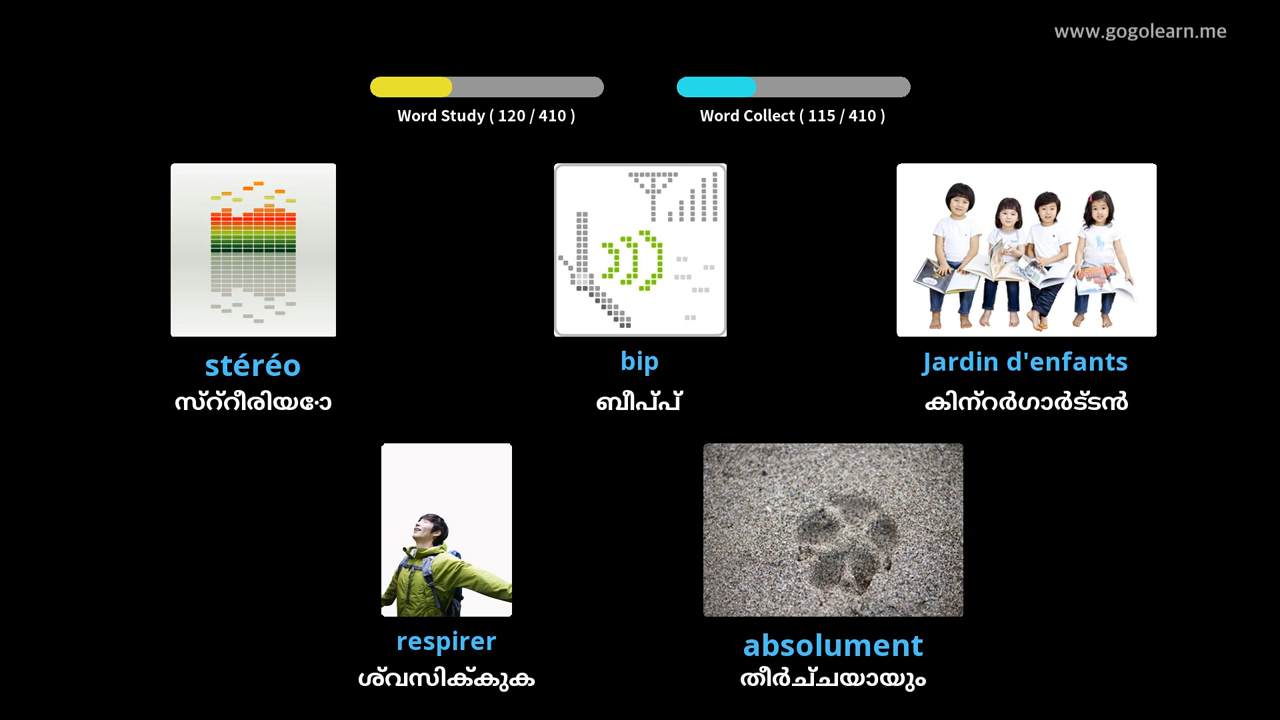 www.gogolearn.me
Word Study ( 120 / 410 )
Word Collect ( 115 / 410 )
stéréo
സ്റ്റീരിയോ
bip
ബീപ്പ്
Jardin d'enfants
കിന്റർഗാർട്ടൻ
respirer
ശ്വസിക്കുക
absolument
തീർച്ചയായും